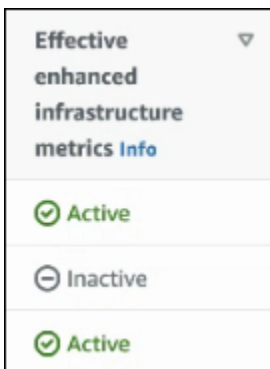 Effective
enhanced
infrastructure
metrics Info
Active
Inactive
Active